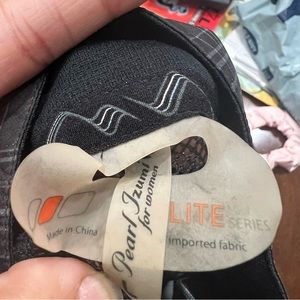 Pearl Izumi
for women
LITE SERIES
Made in China
imported fabric